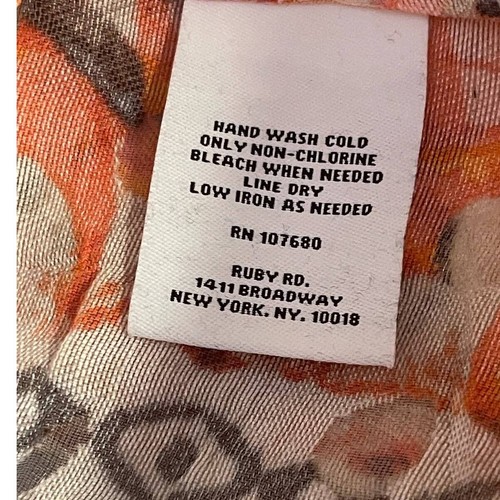 HAND WASH COLD
ONLY NON-CHLORINE
BLEACH WHEN NEEDED
LINE DRY
LOW IRON AS NEEDED
RN 107680
RUBY RD.
1411 BROADWAY
NEW YORK. NY. 10018